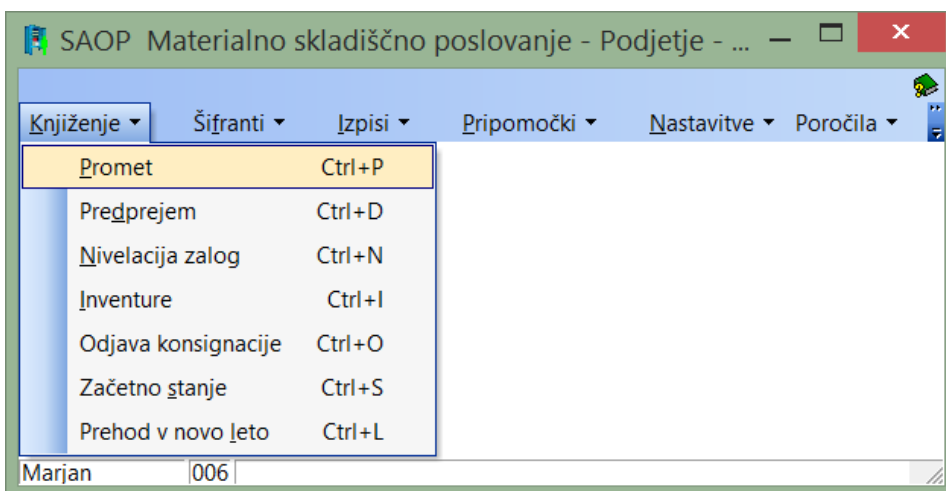 SAOP Materialno skladiščno poslovanje - Podjetje - ...
Knjiženje Šifranti Izpisi Pripomočki Nastavitve Poročila
Promet Ctrl+P
Predprejem Ctrl+D
Nivelacija zalog Ctrl+N
Inventure Ctrl+I
Odjava konsignacije Ctrl+O
Začetno stanje Ctrl+S
Prehod v novo leto Ctrl+L
Marjan 006